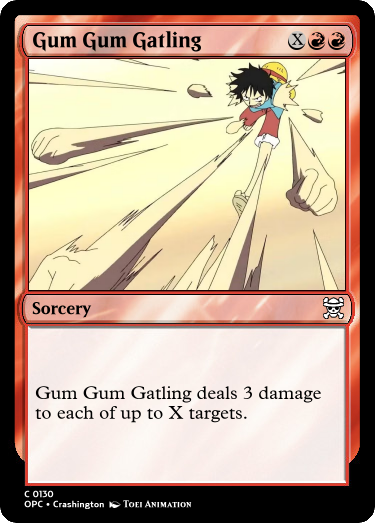 Gum Gum Gatling XRR
Sorcery
Gum Gum Gatling deals 3 damage
to each of up to X targets.
C 0130
OPC • Crashington TOEI ANIMATION